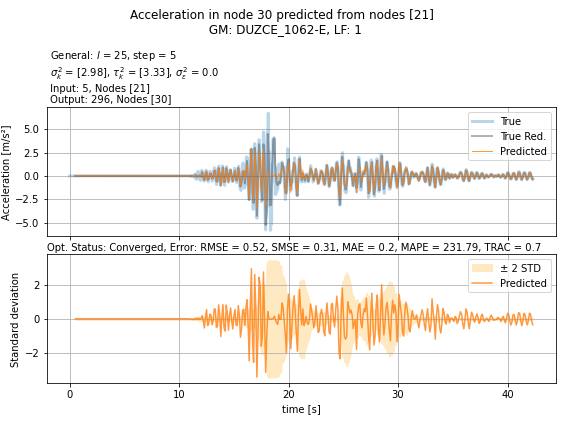 Acceleration in node 30 predicted from nodes [21]
GM: DUZCE_1062-E, LF: 1
General: l = 25, step = 5
σ²ₖ = [2.98], τ²ₖ = [3.33], σ²ε = 0.0
Input: 5, Nodes [21]
Output: 296, Nodes [30]
Acceleration [m/s²]
5.0
2.5
0.0
−2.5
−5.0
True
True Red.
Predicted
Opt. Status: Converged, Error: RMSE = 0.52, SMSE = 0.31, MAE = 0.2, MAPE = 231.79, TRAC = 0.7
Standard deviation
2
0
−2
± 2 STD
Predicted
0
10
20
30
40
time [s]